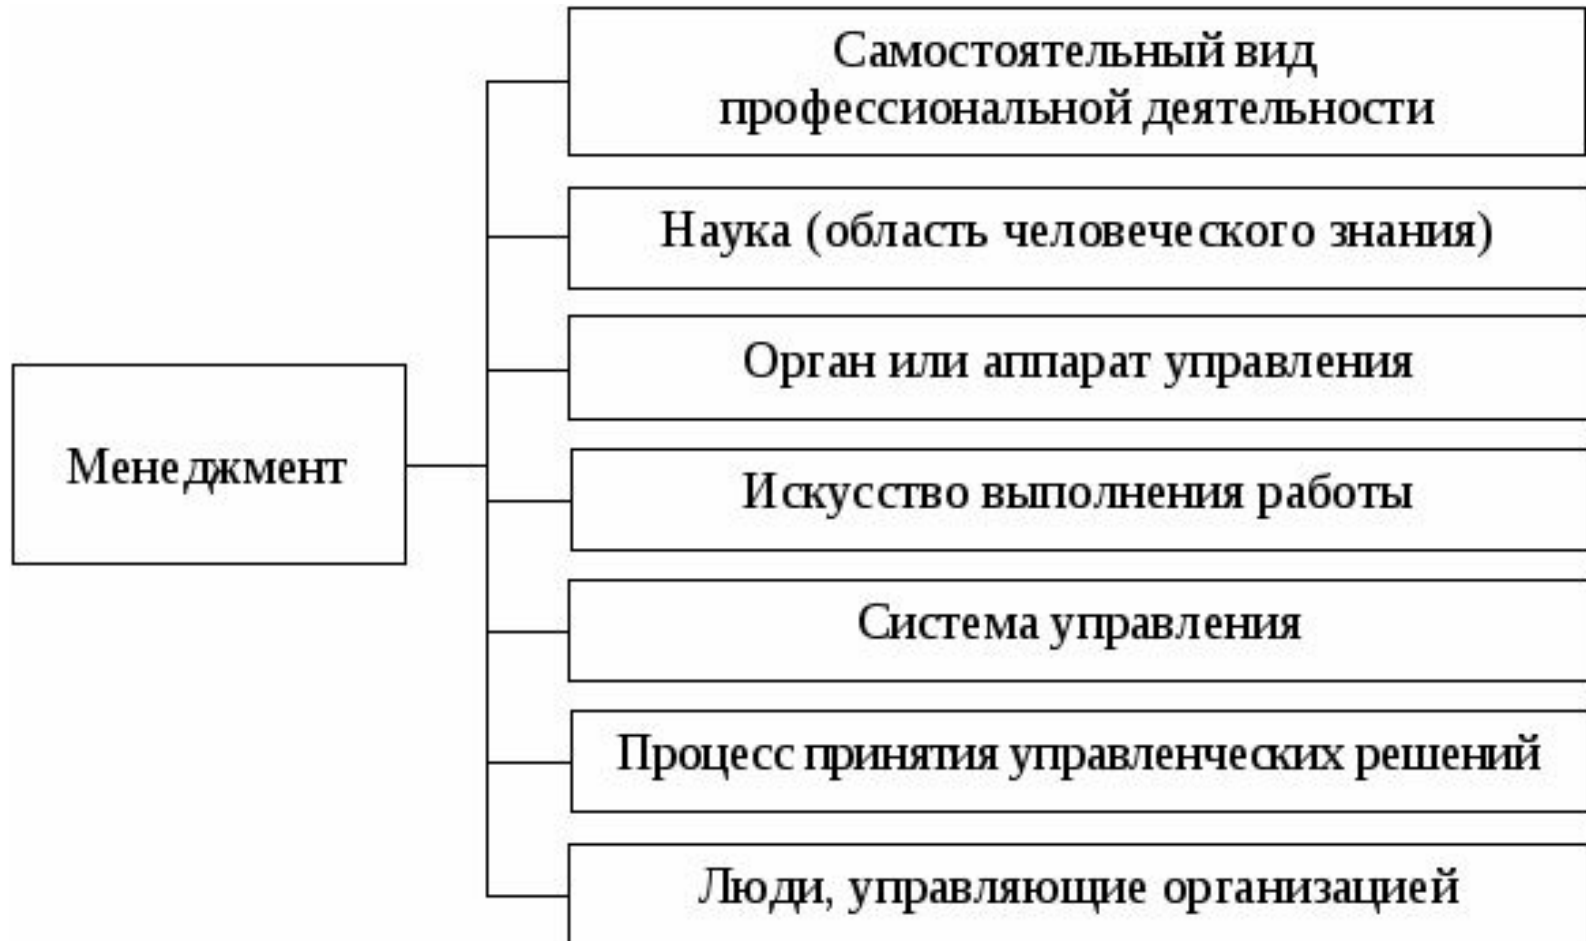 Самостоятельный вид
профессиональной деятельности
Наука (область человеческого знания)
Орган или аппарат управления
Менеджмент
Искусство выполнения работы
Система управления
Процесс принятия управленческих решений
Люди, управляющие организацией